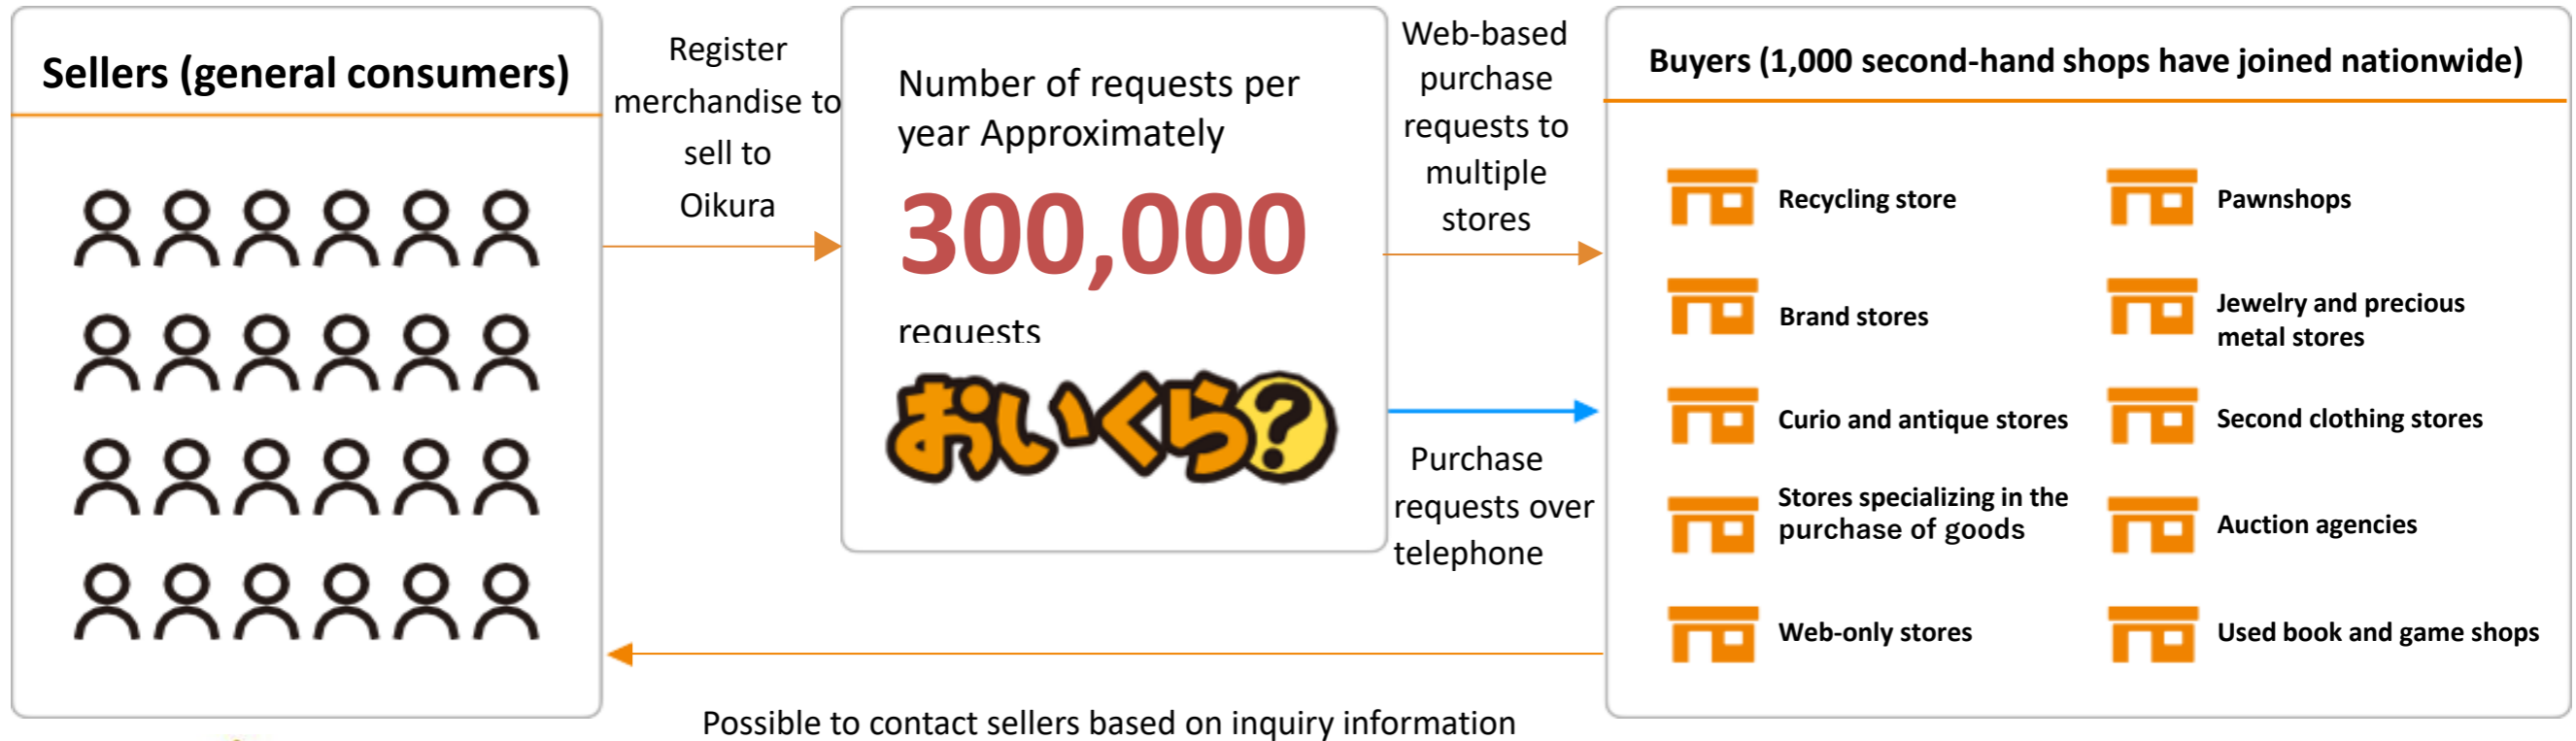 Sellers (general consumers)
Register
merchandise to
sell to
Oikura
Number of requests per
year Approximately
300,000
requests
おいくら?
Web-based
purchase
requests to
multiple
stores
Purchase
requests over
telephone
Buyers (1,000 second-hand shops have joined nationwide)
Recycling store
Pawnshops
Brand stores
Jewelry and precious
metal stores
Curio and antique stores
Second clothing stores
Stores specializing in the
purchase of goods
Auction agencies
Web-only stores
Used book and game shops
Possible to contact sellers based on inquiry information